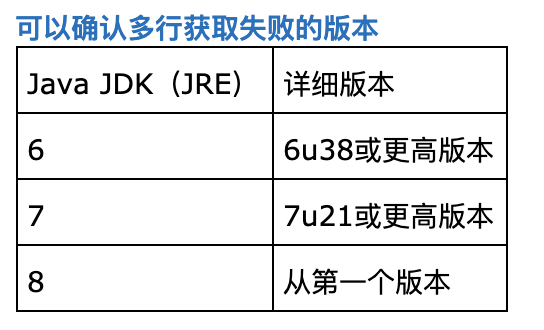 可以确认多行获取失败的版本
Java JDK（JRE） 详细版本
6 6u38或更高版本
7 7u21或更高版本
8 从第一个版本